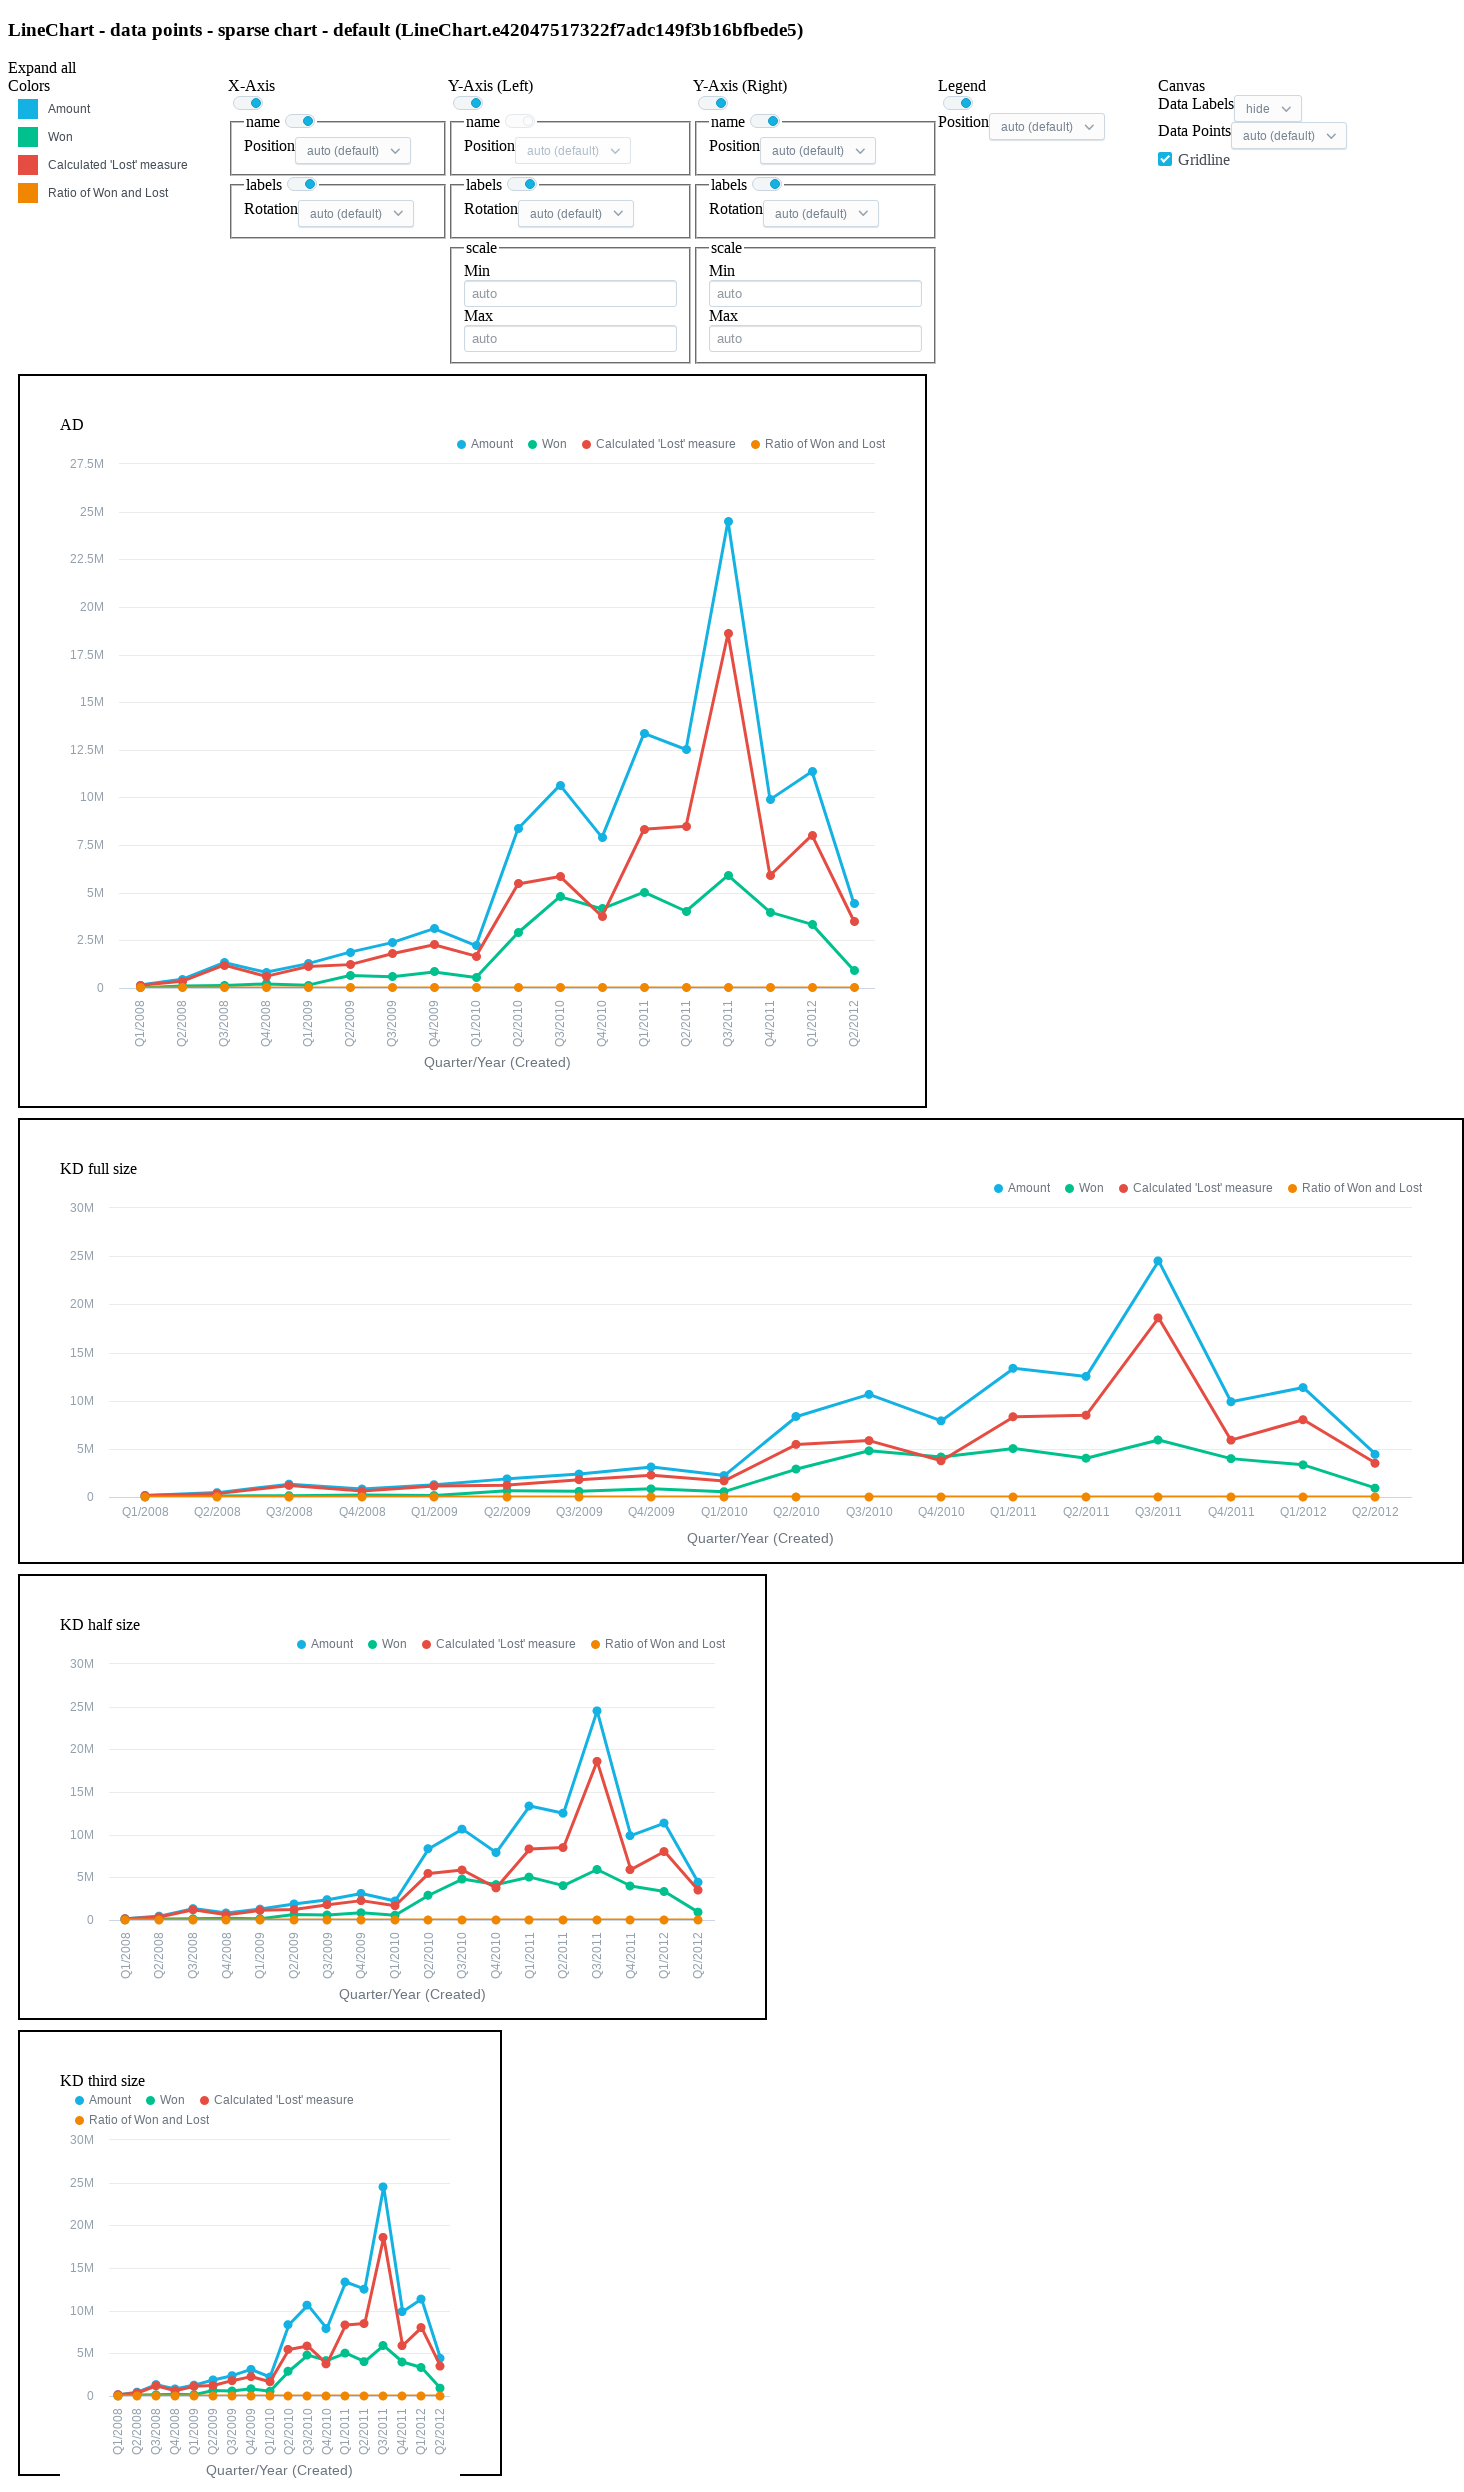 LineChart - data points - sparse chart - default (LineChart.e42047517322f7adc149f3b16bfbede5)
Expand all
Colors
Amount
Won
Calculated 'Lost' measure
Ratio of Won and Lost
X-Axis
name
Position auto (default)
labels
Rotation auto (default)
Y-Axis (Left)
name
Position auto (default)
labels
Rotation auto (default)
scale
Min
auto
Max
auto
Y-Axis (Right)
name
Position auto (default)
labels
Rotation auto (default)
scale
Min
auto
Max
auto
Legend
Position auto (default)
Canvas
Data Labels hide
Data Points auto (default)
Gridline
AD
Amount Won Calculated 'Lost' measure Ratio of Won and Lost
27.5M
25M
22.5M
20M
17.5M
15M
12.5M
10M
7.5M
5M
2.5M
0
Q1/2008 Q2/2008 Q3/2008 Q4/2008 Q1/2009 Q2/2009 Q3/2009 Q4/2009 Q1/2010 Q2/2010 Q3/2010 Q4/2010 Q1/2011 Q2/2011 Q3/2011 Q4/2011 Q1/2012 Q2/2012
Quarter/Year (Created)
KD full size
Amount Won Calculated 'Lost' measure Ratio of Won and Lost
30M
25M
20M
15M
10M
5M
0
Q1/2008 Q2/2008 Q3/2008 Q4/2008 Q1/2009 Q2/2009 Q3/2009 Q4/2009 Q1/2010 Q2/2010 Q3/2010 Q4/2010 Q1/2011 Q2/2011 Q3/2011 Q4/2011 Q1/2012 Q2/2012
Quarter/Year (Created)
KD half size
Amount Won Calculated 'Lost' measure Ratio of Won and Lost
30M
25M
20M
15M
10M
5M
0
Q1/2008 Q2/2008 Q3/2008 Q4/2008 Q1/2009 Q2/2009 Q3/2009 Q4/2009 Q1/2010 Q2/2010 Q3/2010 Q4/2010 Q1/2011 Q2/2011 Q3/2011 Q4/2011 Q1/2012 Q2/2012
Quarter/Year (Created)
KD third size
Amount Won Calculated 'Lost' measure
Ratio of Won and Lost
30M
25M
20M
15M
10M
5M
0
Q1/2008 Q2/2008 Q3/2008 Q4/2008 Q1/2009 Q2/2009 Q3/2009 Q4/2009 Q1/2010 Q2/2010 Q3/2010 Q4/2010 Q1/2011 Q2/2011 Q3/2011 Q4/2011 Q1/2012 Q2/2012
Quarter/Year (Created)